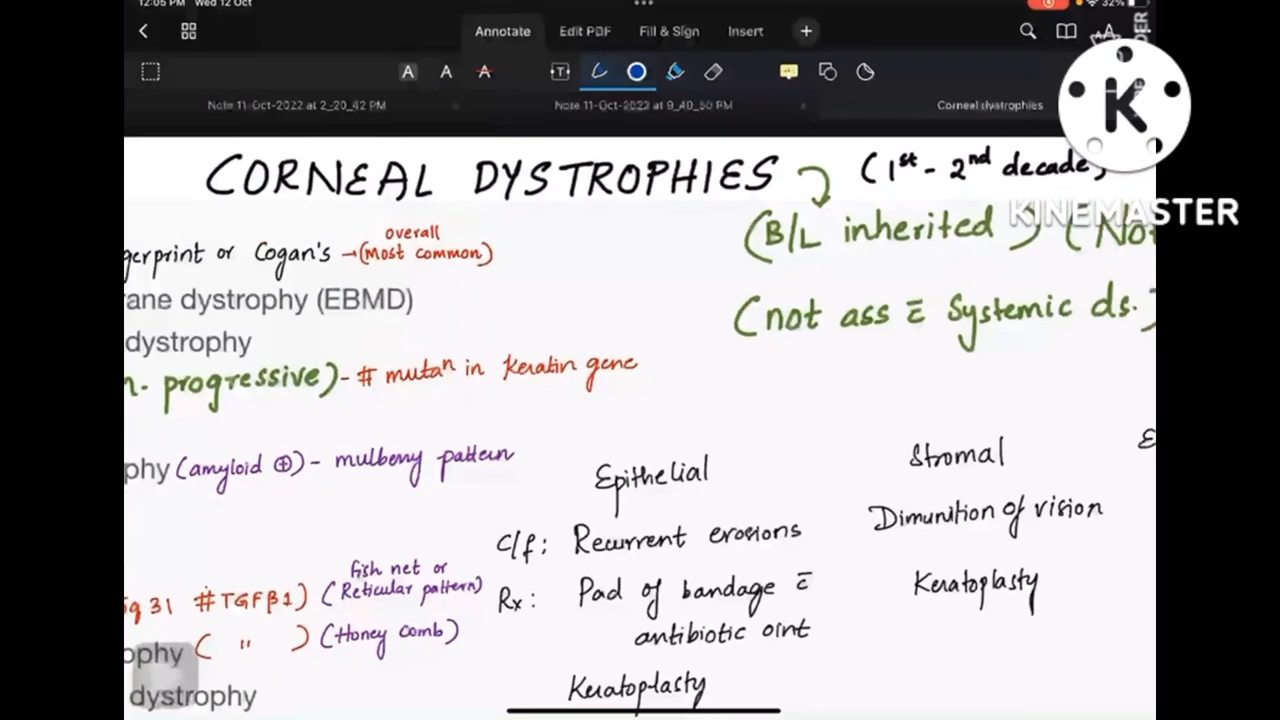 12:05 PM Wed 12 Oct
32%
Annotate Edit PDF Fill & Sign Insert
Note 11-Oct-2022 at 2_20_42 PM
Note 11-Oct-2022 at 9_40_50 PM
Corneal dystrophies
K
KINEMASTER
CORNEAL DYSTROPHIES (1st - 2nd decade)
(B/L inherited)
(not ass c̄ Systemic ds.)
gerprint or Cogan's → (Most common)
overall
ane dystrophy (EBMD)
dystrophy
progressive) - # mutaⁿ in Keratin gene
phy (amyloid ⊕) - mulberry pattern
Epithelial Stromal
C/f: Recurrent erosions Dimunition of vision
Rx: Pad of bandage c̄ antibiotic oint Keratoplasty
Keratoplasty
q 31 #TGFβ1) (fish net or Reticular pattern)
ophy ( " ) (Honey comb)
dystrophy